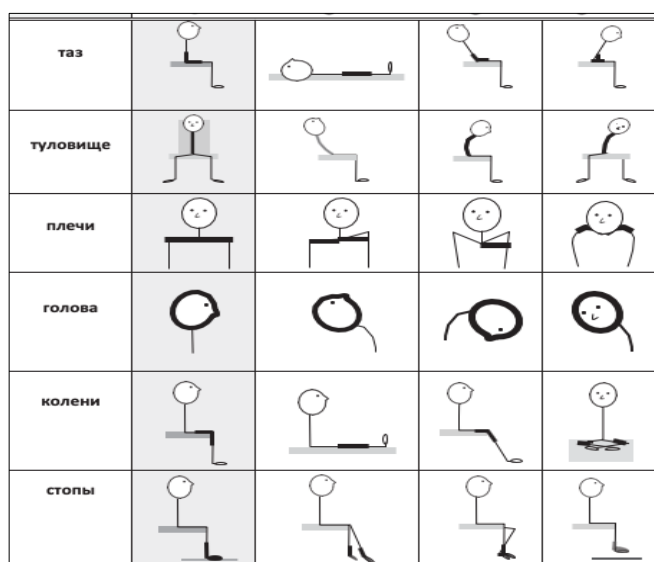 таз
туловище
плечи
голова
колени
стопы